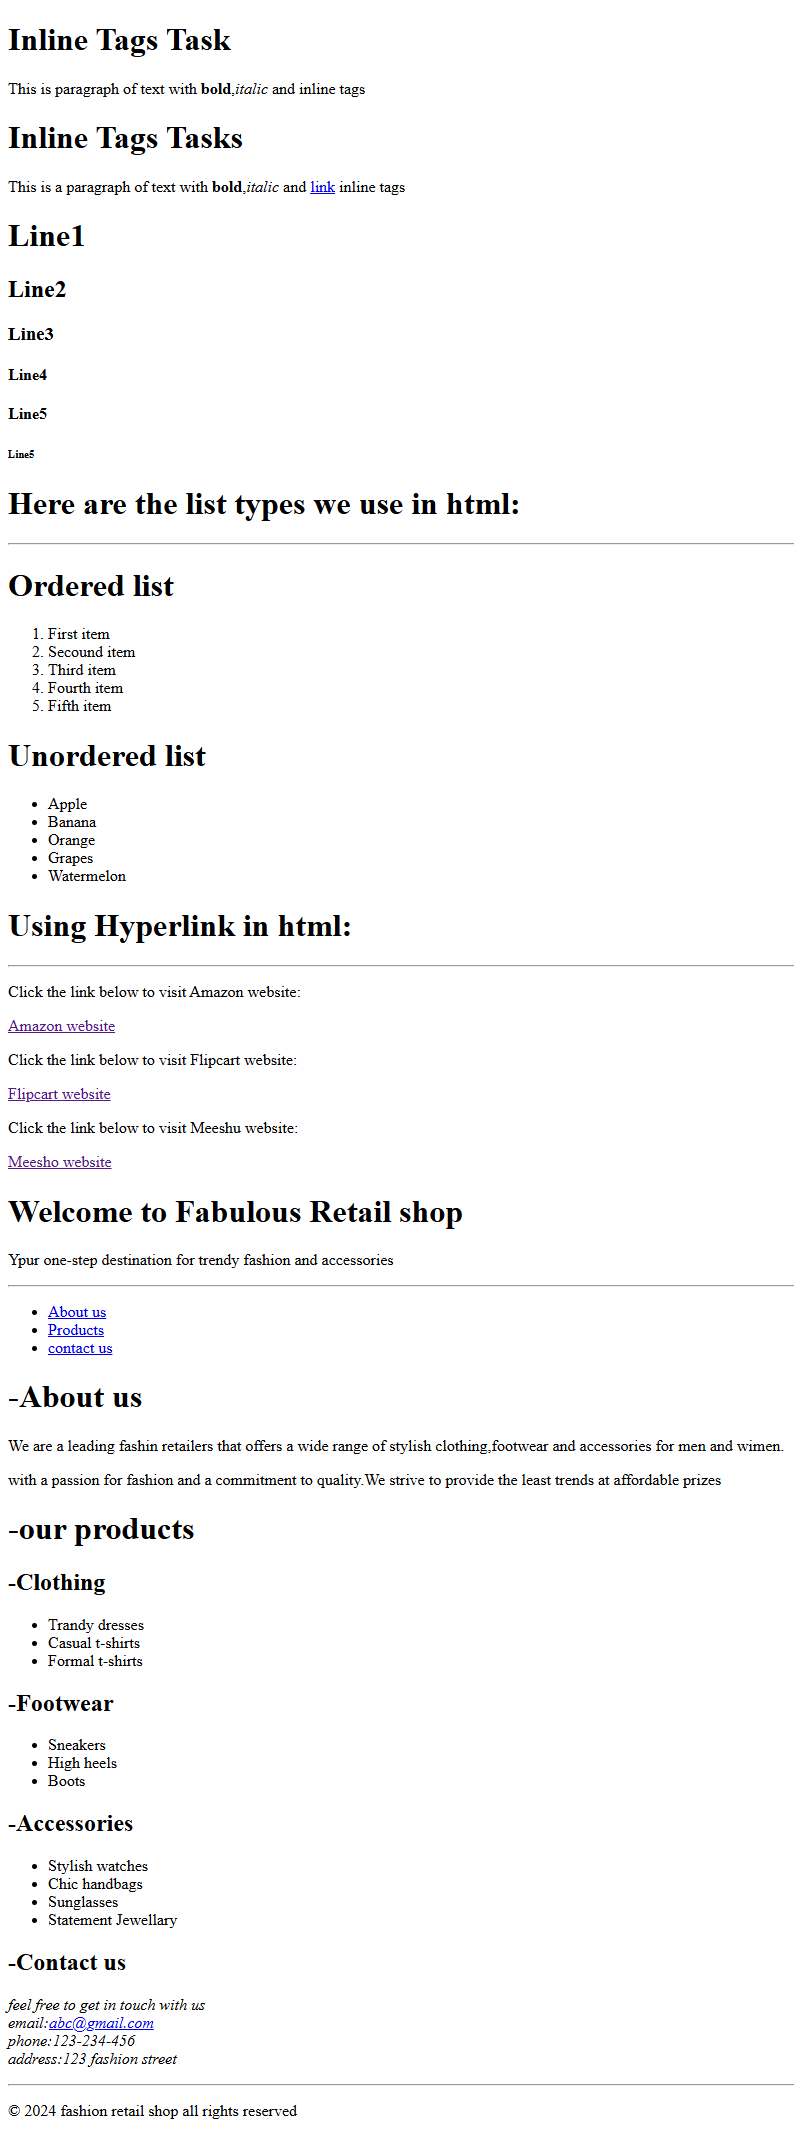 Inline Tags Task
This is paragraph of text with bold,italic and inline tags
Inline Tags Tasks
This is a paragraph of text with bold,italic and link inline tags
Line1
Line2
Line3
Line4
Line5
Line5
Here are the list types we use in html:
Ordered list
1. First item
2. Secound item
3. Third item
4. Fourth item
5. Fifth item
Unordered list
• Apple
• Banana
• Orange
• Grapes
• Watermelon
Using Hyperlink in html:
Click the link below to visit Amazon website:
Amazon website
Click the link below to visit Flipcart website:
Flipcart website
Click the link below to visit Meeshu website:
Meesho website
Welcome to Fabulous Retail shop
Ypur one-step destination for trendy fashion and accessories
• About us
• Products
• contact us
-About us
We are a leading fashin retailers that offers a wide range of stylish clothing,footwear and accessories for men and wimen.
with a passion for fashion and a commitment to quality.We strive to provide the least trends at affordable prizes
-our products
-Clothing
• Trandy dresses
• Casual t-shirts
• Formal t-shirts
-Footwear
• Sneakers
• High heels
• Boots
-Accessories
• Stylish watches
• Chic handbags
• Sunglasses
• Statement Jewellary
-Contact us
feel free to get in touch with us
email:abc@gmail.com
phone:123-234-456
address:123 fashion street
© 2024 fashion retail shop all rights reserved